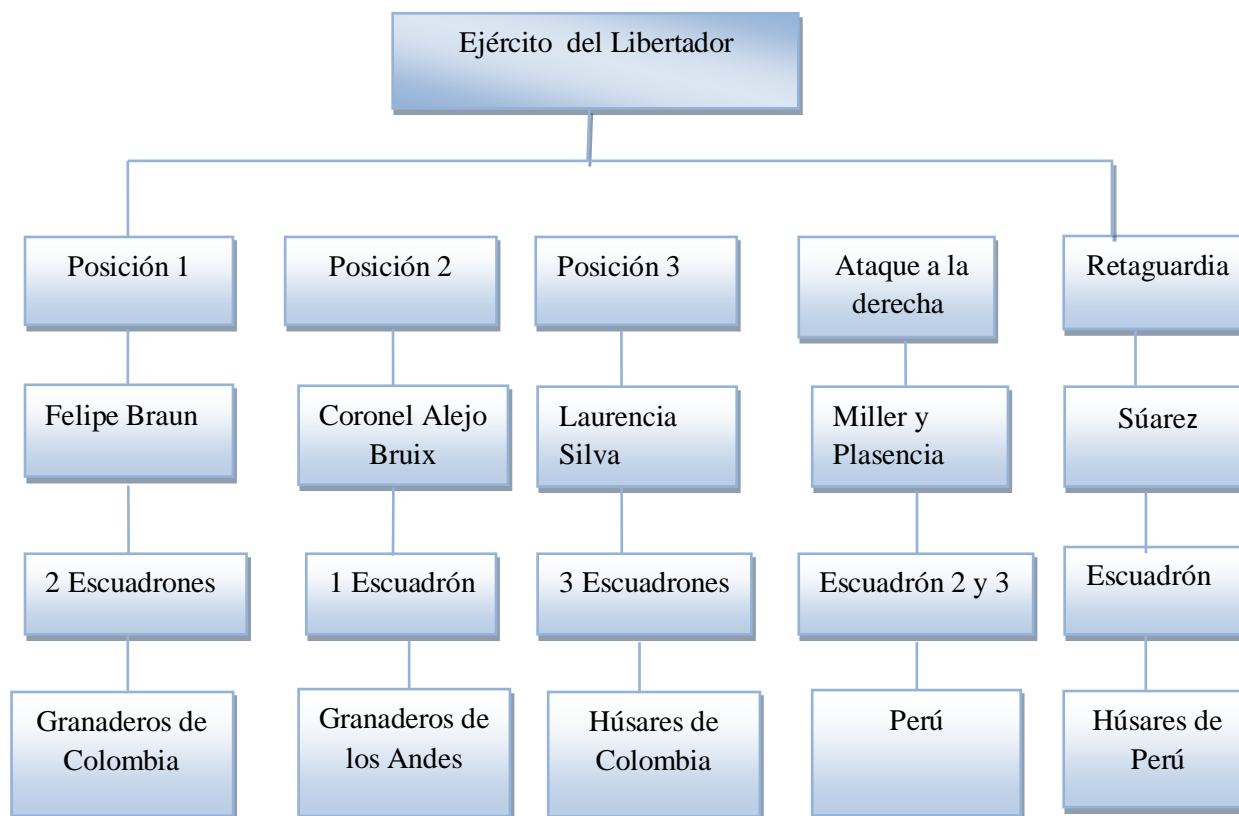 Ejército del Libertador
Posición 1
Posición 2
Posición 3
Ataque a la
derecha
Retaguardia
Felipe Braun
Coronel Alejo
Bruix
Laurencia
Silva
Miller y
Plasencia
Súarez
2 Escuadrones
1 Escuadrón
3 Escuadrones
Escuadrón 2 y 3
Escuadrón
Granaderos de
Colombia
Granaderos de
los Andes
Húsares de
Colombia
Perú
Húsares de
Perú